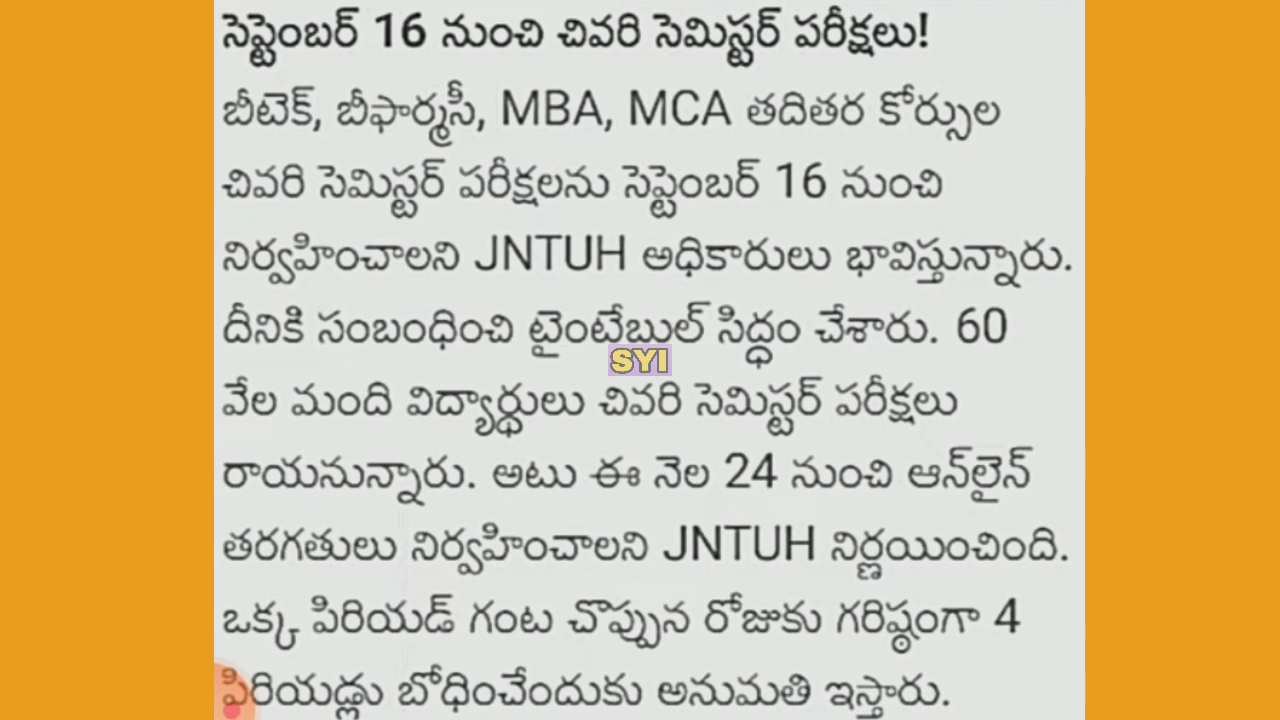 సెప్టెంబర్ 16 నుంచి చివరి సెమిస్టర్ పరీక్షలు!
బీటెక్, బీఫార్మసీ, MBA, MCA తదితర కోర్సుల
చివరి సెమిస్టర్ పరీక్షలను సెప్టెంబర్ 16 నుంచి
నిర్వహించాలని JNTUH అధికారులు భావిస్తున్నారు.
దీనికి సంబంధించి టైంటేబుల్ సిద్ధం చేశారు. 60
SYI
వేల మంది విద్యార్థులు చివరి సెమిస్టర్ పరీక్షలు
రాయనున్నారు. అటు ఈ నెల 24 నుంచి ఆన్‌లైన్
తరగతులు నిర్వహించాలని JNTUH నిర్ణయించింది.
ఒక్క పిరియడ్ గంట చొప్పున రోజుకు గరిష్ఠంగా 4
పిరియడ్లు బోధించేందుకు అనుమతి ఇస్తారు.